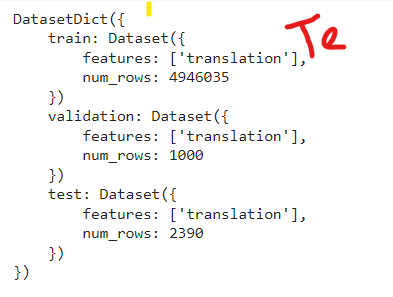 DatasetDict({
    train: Dataset({
        features: ['translation'],
        num_rows: 4946035
    })
    validation: Dataset({
        features: ['translation'],
        num_rows: 1000
    })
    test: Dataset({
        features: ['translation'],
        num_rows: 2390
    })
})
Te